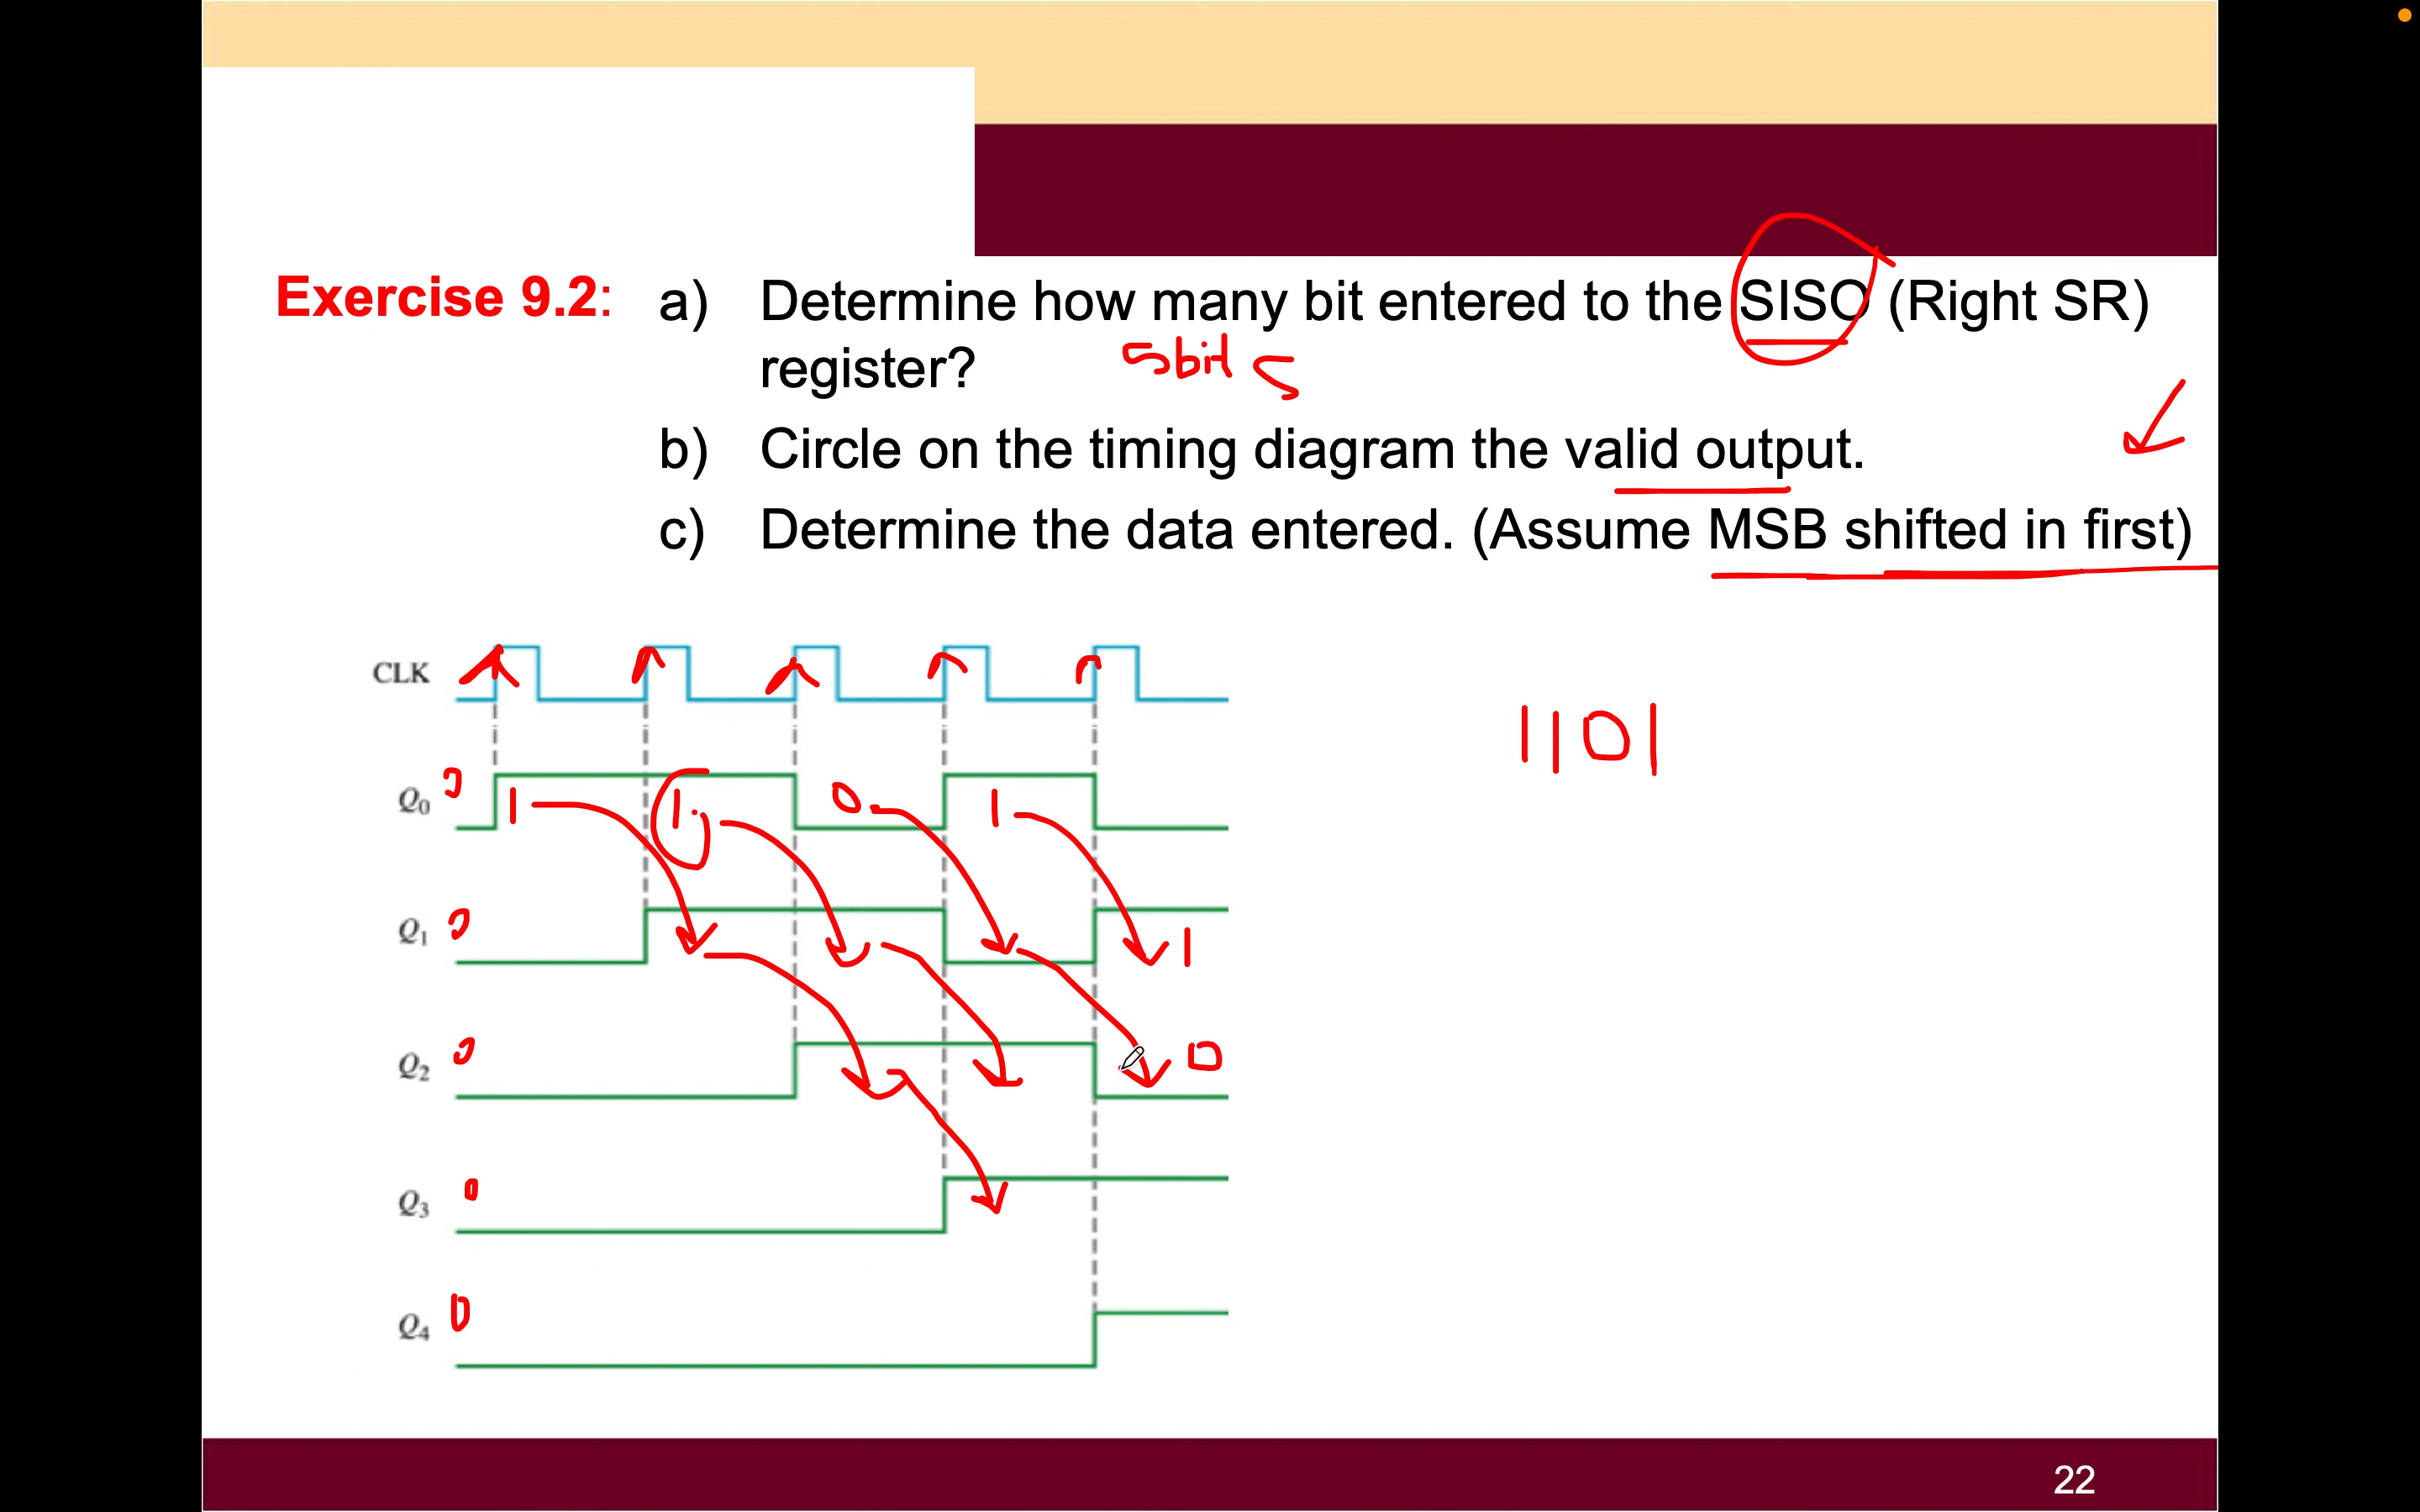 Exercise 9.2: a) Determine how many bit entered to the SISO (Right SR)
register? 5bit 5
b) Circle on the timing diagram the valid output.
c) Determine the data entered. (Assume MSB shifted in first)
CLK
1101
Q0 0 1 1 0 1
Q1 0 1
Q2 0 0
Q3 0
Q4 0
22